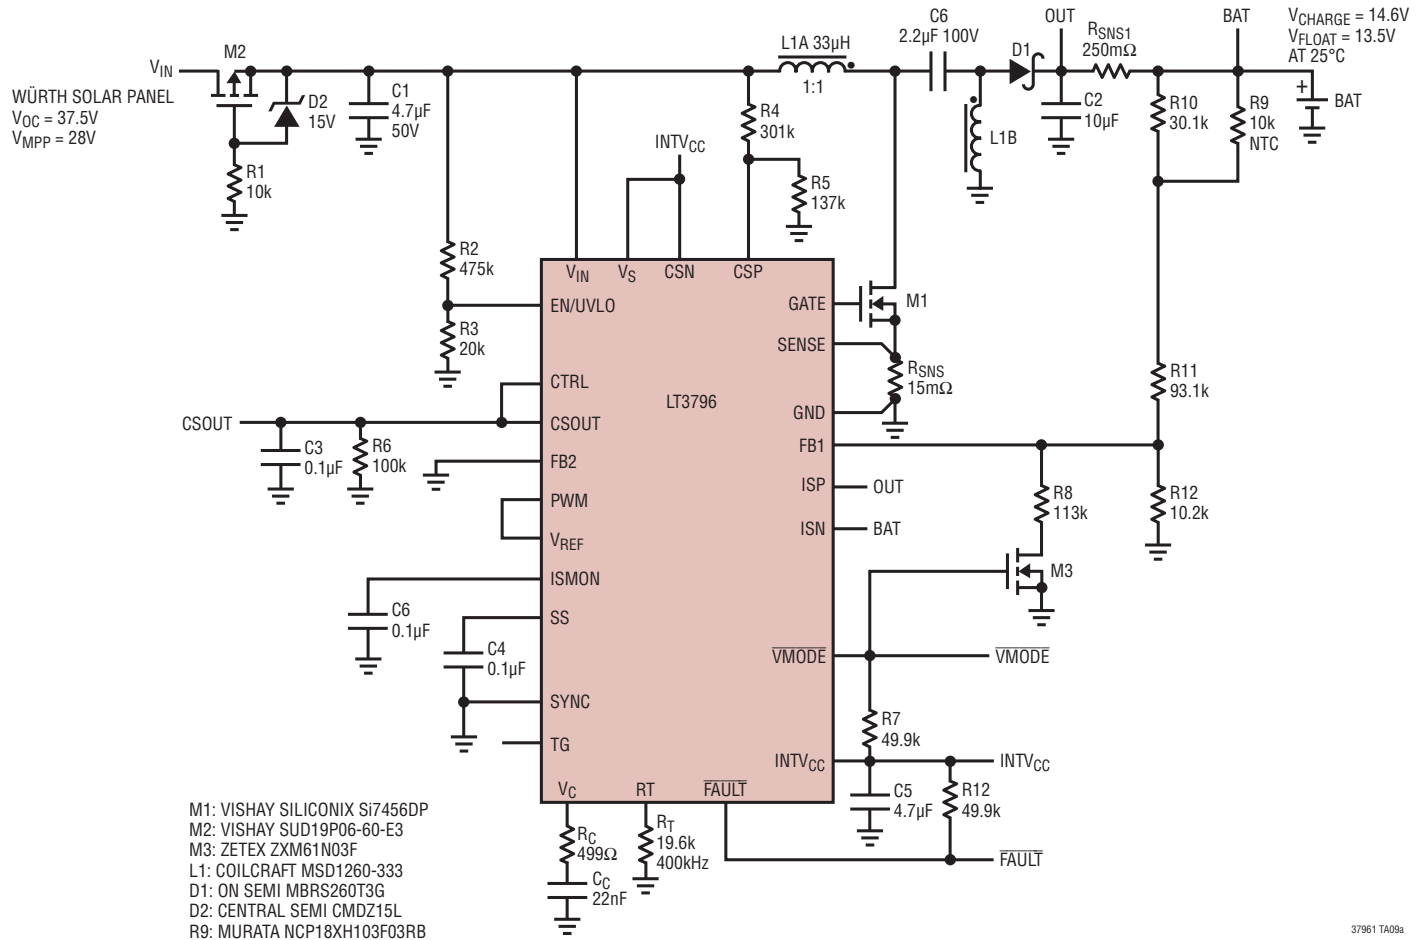 WÜRTH SOLAR PANEL
VOC = 37.5V
VMPP = 28V
VIN
M2
D2
15V
R1
10k
C1
4.7µF
50V
INTVCC
R4
301k
R5
137k
L1A 33µH
1:1
C6
2.2µF 100V
D1
L1B
OUT
C2
10µF
RSNS1
250mΩ
BAT
VCHARGE = 14.6V
VFLOAT = 13.5V
AT 25°C
R10
30.1k
R9
10k
NTC
+
BAT
R2
475k
R3
20k
VIN
VS
CSN
CSP
EN/UVLO
GATE
M1
SENSE
RSNS
15mΩ
GND
LT3796
CTRL
CSOUT
CSOUT
C3
0.1µF
R6
100k
FB2
PWM
VREF
ISMON
C6
0.1µF
SS
C4
0.1µF
SYNC
TG
FB1
ISP
OUT
ISN
BAT
R11
93.1k
R8
113k
R12
10.2k
M3
VMODE
VMODE
R7
49.9k
INTVCC
INTVCC
C5
4.7µF
R12
49.9k
VC
RT
FAULT
FAULT
RC
499Ω
CC
22nF
RT
19.6k
400kHz
M1: VISHAY SILICONIX Si7456DP
M2: VISHAY SUD19P06-60-E3
M3: ZETEX ZXM61N03F
L1: COILCRAFT MSD1260-333
D1: ON SEMI MBRS260T3G
D2: CENTRAL SEMI CMDZ15L
R9: MURATA NCP18XH103F03RB
37961 TA09a